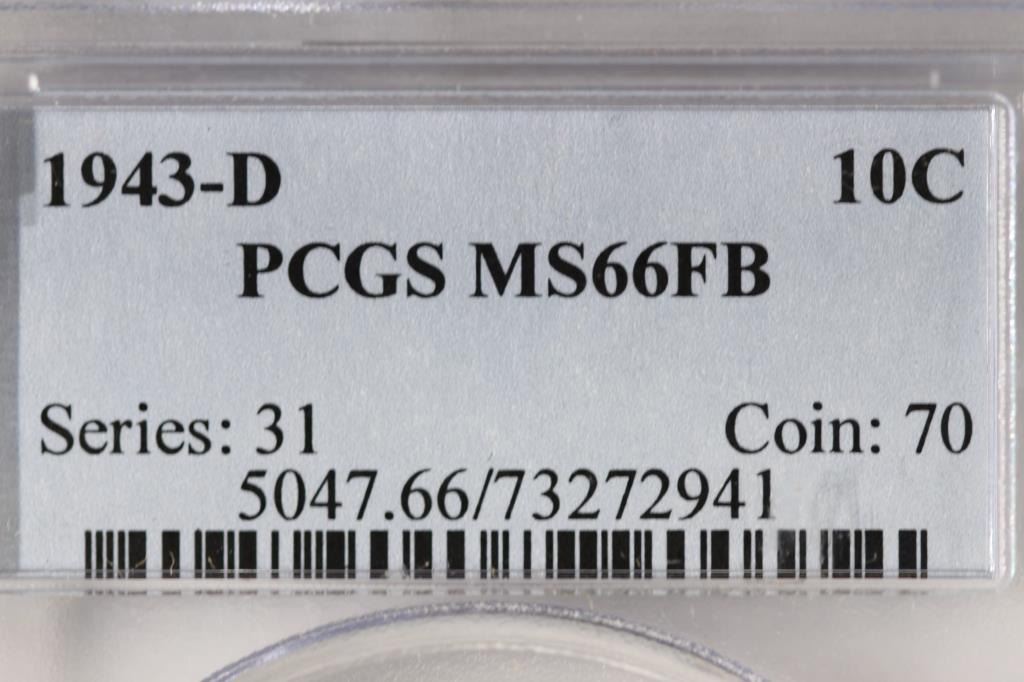 1943-D 10C
PCGS MS66FB
Series: 31 Coin: 70
5047.66/73272941